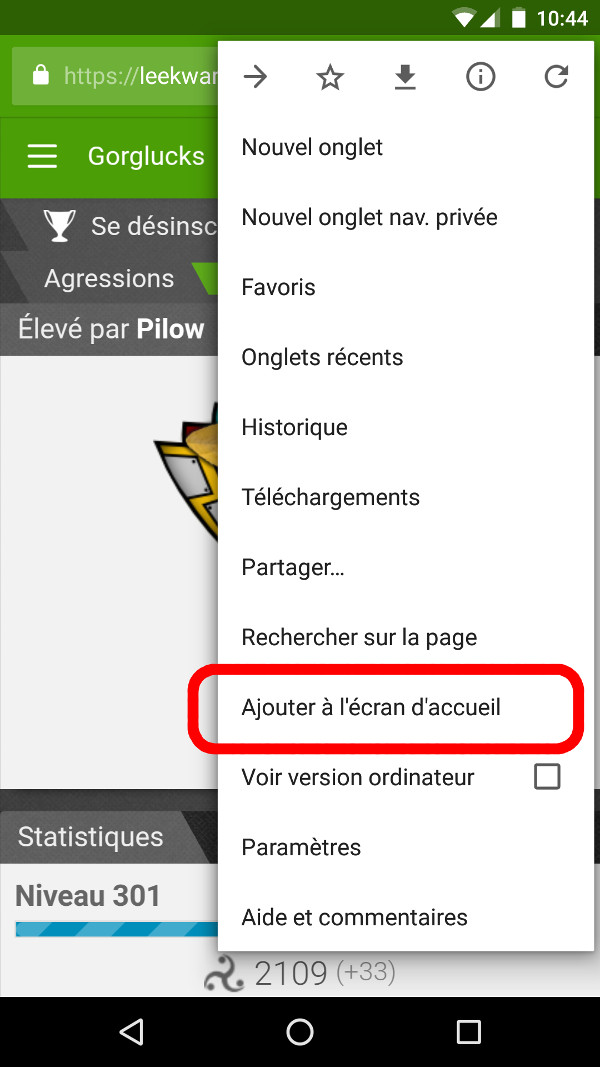 10:44
https://leekwar
Gorglucks
Se désinsc
Agressions
Élevé par Pilow
Nouvel onglet
Nouvel onglet nav. privée
Favoris
Onglets récents
Historique
Téléchargements
Partager...
Rechercher sur la page
Ajouter à l'écran d'accueil
Voir version ordinateur
Paramètres
Aide et commentaires
Statistiques
Niveau 301
2109 (+33)